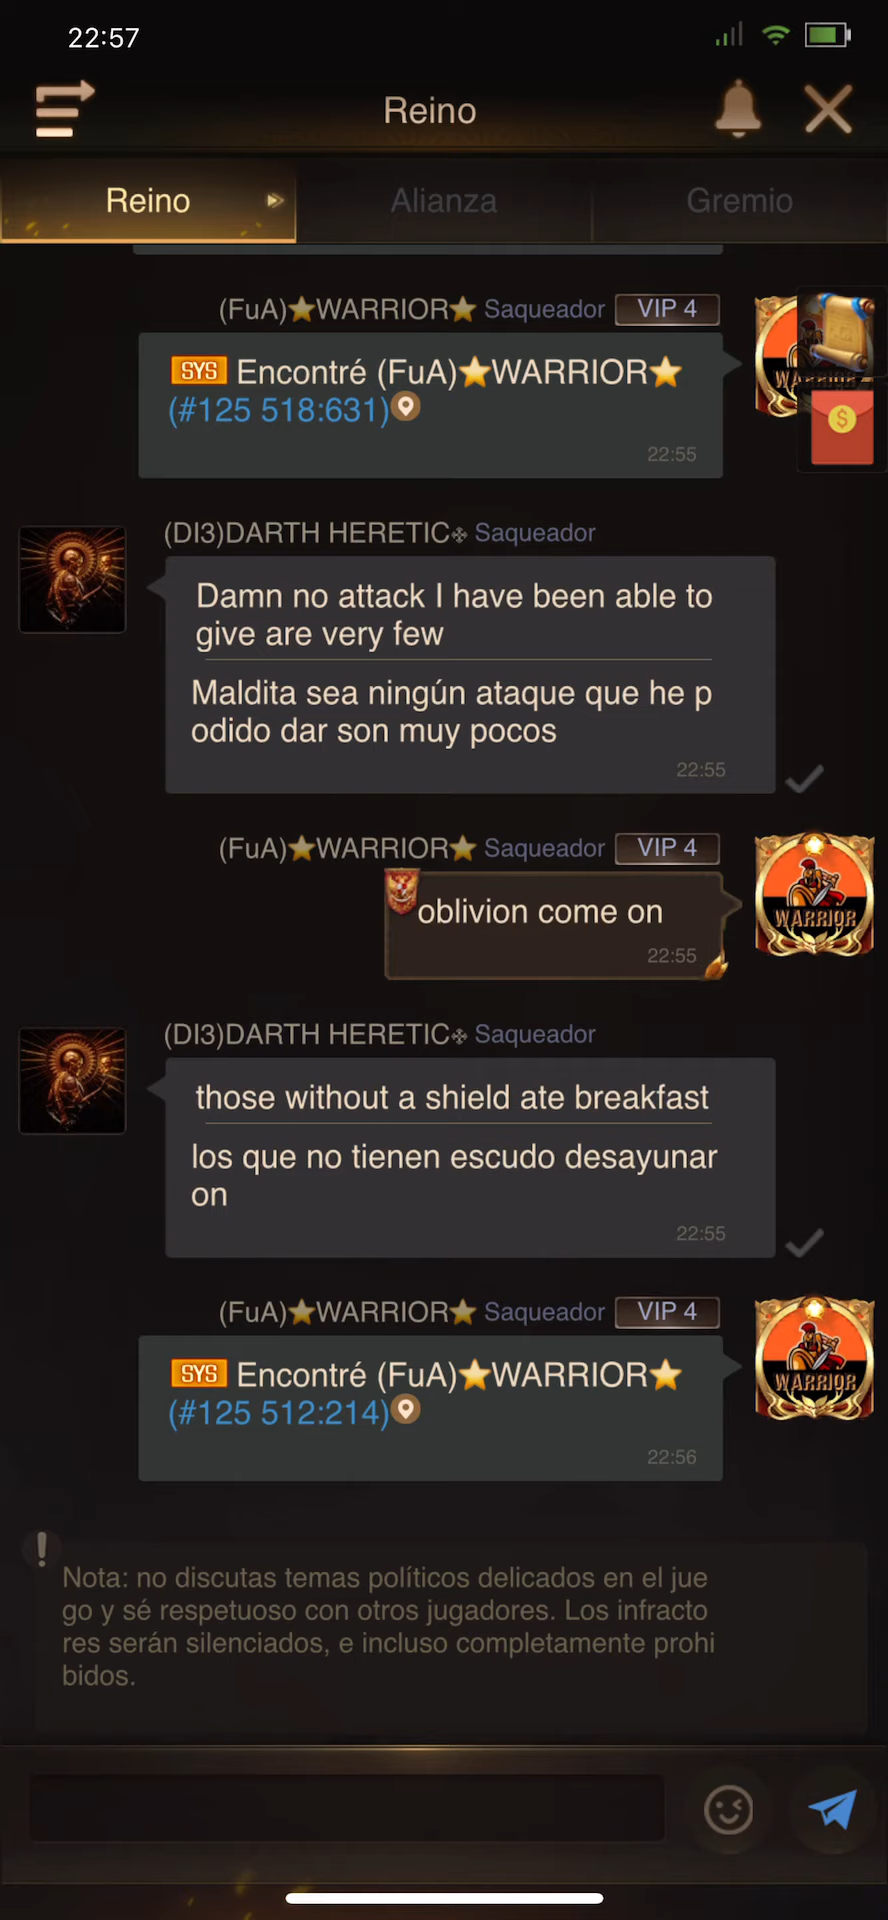 22:57
Reino
Reino
Alianza
Gremio
(FuA)⭐WARRIOR⭐ Saqueador VIP 4
SYS Encontré (FuA)⭐WARRIOR⭐
(#125 518:631)
22:55
WARRIOR
(DI3)DARTH HERETIC Saqueador
Damn no attack I have been able to
give are very few
Maldita sea ningún ataque que he p
odido dar son muy pocos
22:55
(FuA)⭐WARRIOR⭐ Saqueador VIP 4
oblivion come on
22:55
WARRIOR
(DI3)DARTH HERETIC Saqueador
those without a shield ate breakfast
los que no tienen escudo desayunar
on
22:55
(FuA)⭐WARRIOR⭐ Saqueador VIP 4
SYS Encontré (FuA)⭐WARRIOR⭐
(#125 512:214)
22:56
WARRIOR
Nota: no discutas temas políticos delicados en el jue
go y sé respetuoso con otros jugadores. Los infracto
res serán silenciados, e incluso completamente prohi
bidos.